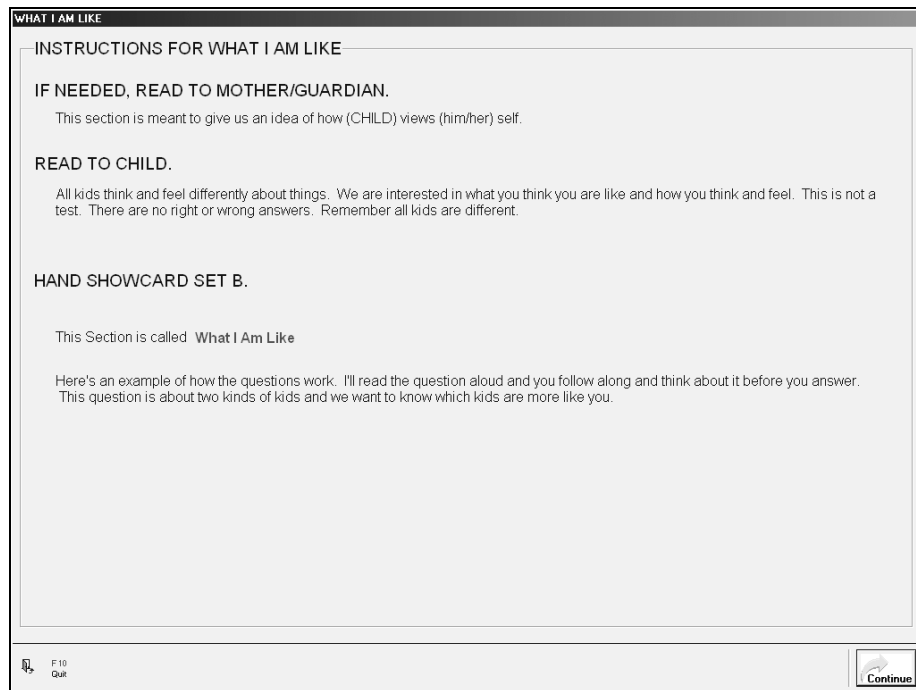 WHAT I AM LIKE
INSTRUCTIONS FOR WHAT I AM LIKE
IF NEEDED, READ TO MOTHER/GUARDIAN.
This section is meant to give us an idea of how (CHILD) views (him/her) self.
READ TO CHILD.
All kids think and feel differently about things. We are interested in what you think you are like and how you think and feel. This is not a
test. There are no right or wrong answers. Remember all kids are different.
HAND SHOWCARD SET B.
This Section is called What I Am Like
Here's an example of how the questions work. I'll read the question aloud and you follow along and think about it before you answer.
This question is about two kinds of kids and we want to know which kids are more like you.
F10
Quit
Continue